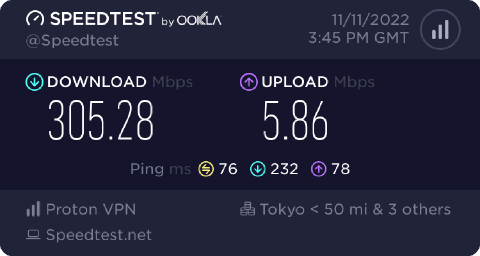 SPEEDTEST® by OOKLA
11/11/2022
@Speedtest
3:45 PM GMT
DOWNLOAD Mbps
UPLOAD Mbps
305.28
5.86
Ping ms 76 232 78
Proton VPN
Tokyo < 50 mi & 3 others
Speedtest.net